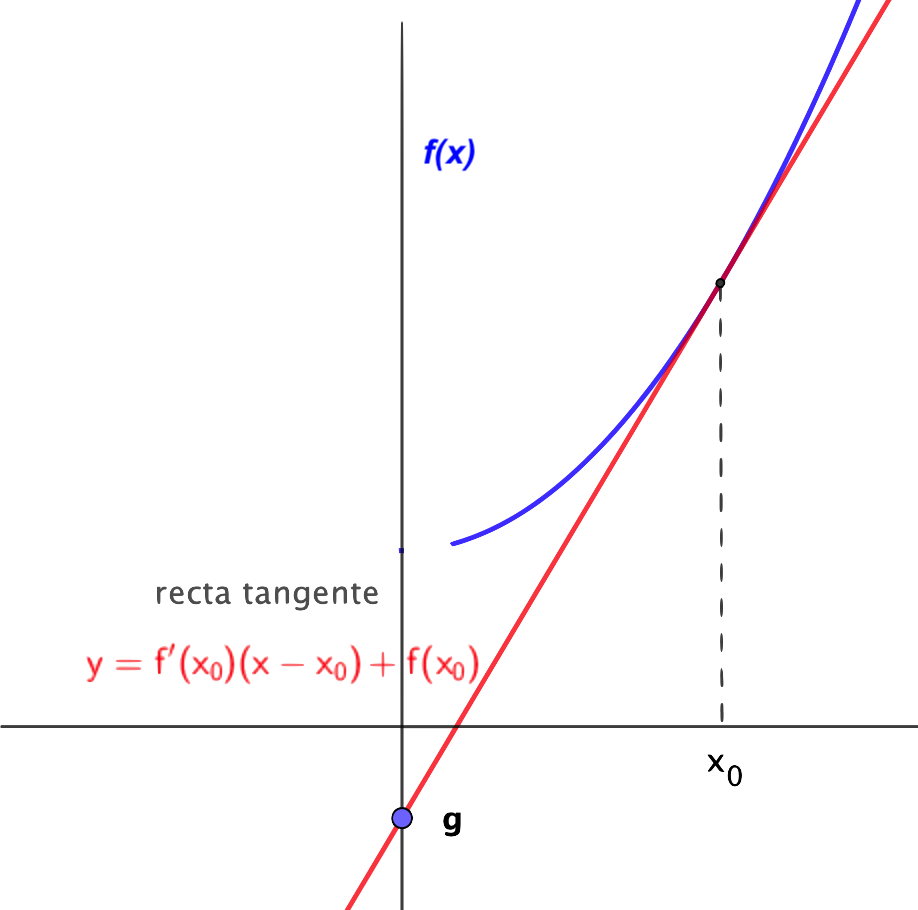 f(x)
recta tangente
y = f′(x₀)(x − x₀) + f(x₀)
x₀
g